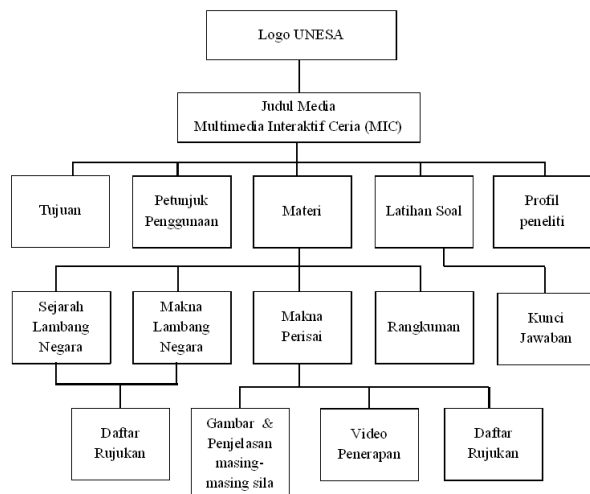 Logo UNESA
Judul Media
Multimedia Interaktif Ceria (MIC)
Tujuan
Petunjuk
Penggunaan
Materi
Latihan Soal
Profil
peneliti
Sejarah
Lambang
Negara
Makna
Lambang
Negara
Makna
Perisai
Rangkuman
Kunci
Jawaban
Daftar
Rujukan
Gambar &
Penjelasan
masing-
masing sila
Video
Penerapan
Daftar
Rujukan